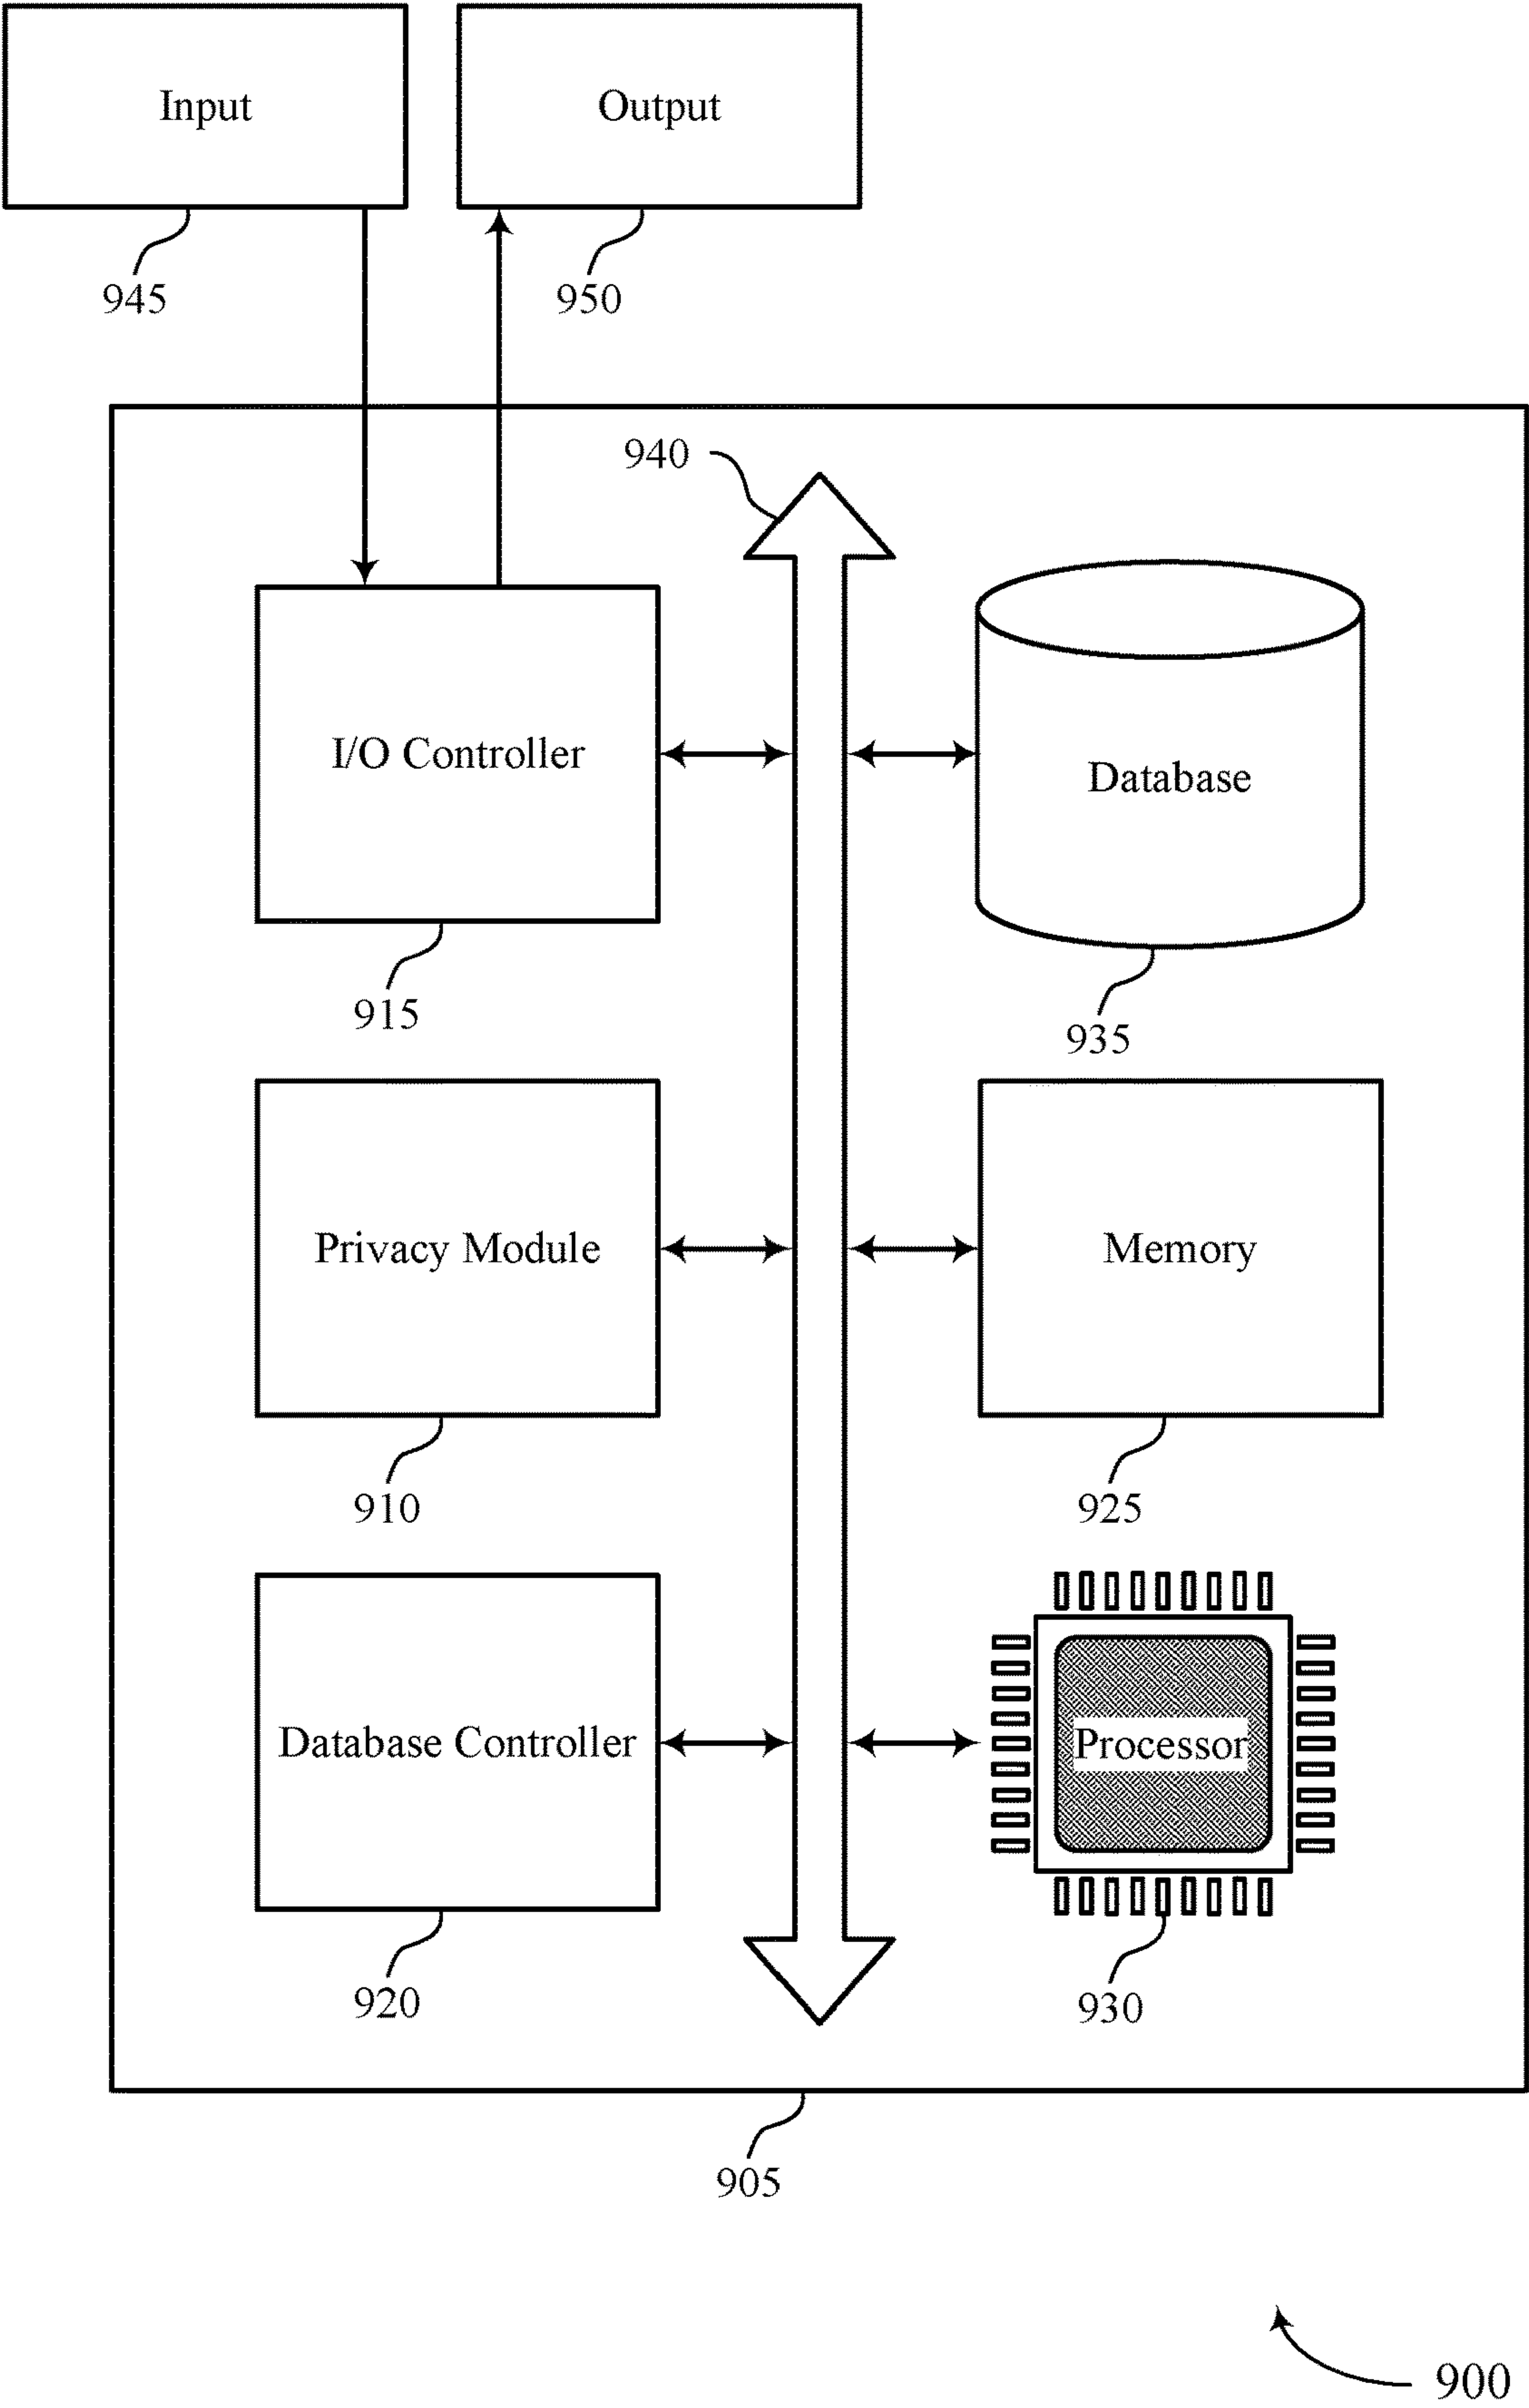 Input
Output
945
950
940
I/O Controller
Database
915
935
Privacy Module
Memory
910
925
Database Controller
Processor
920
930
905
900